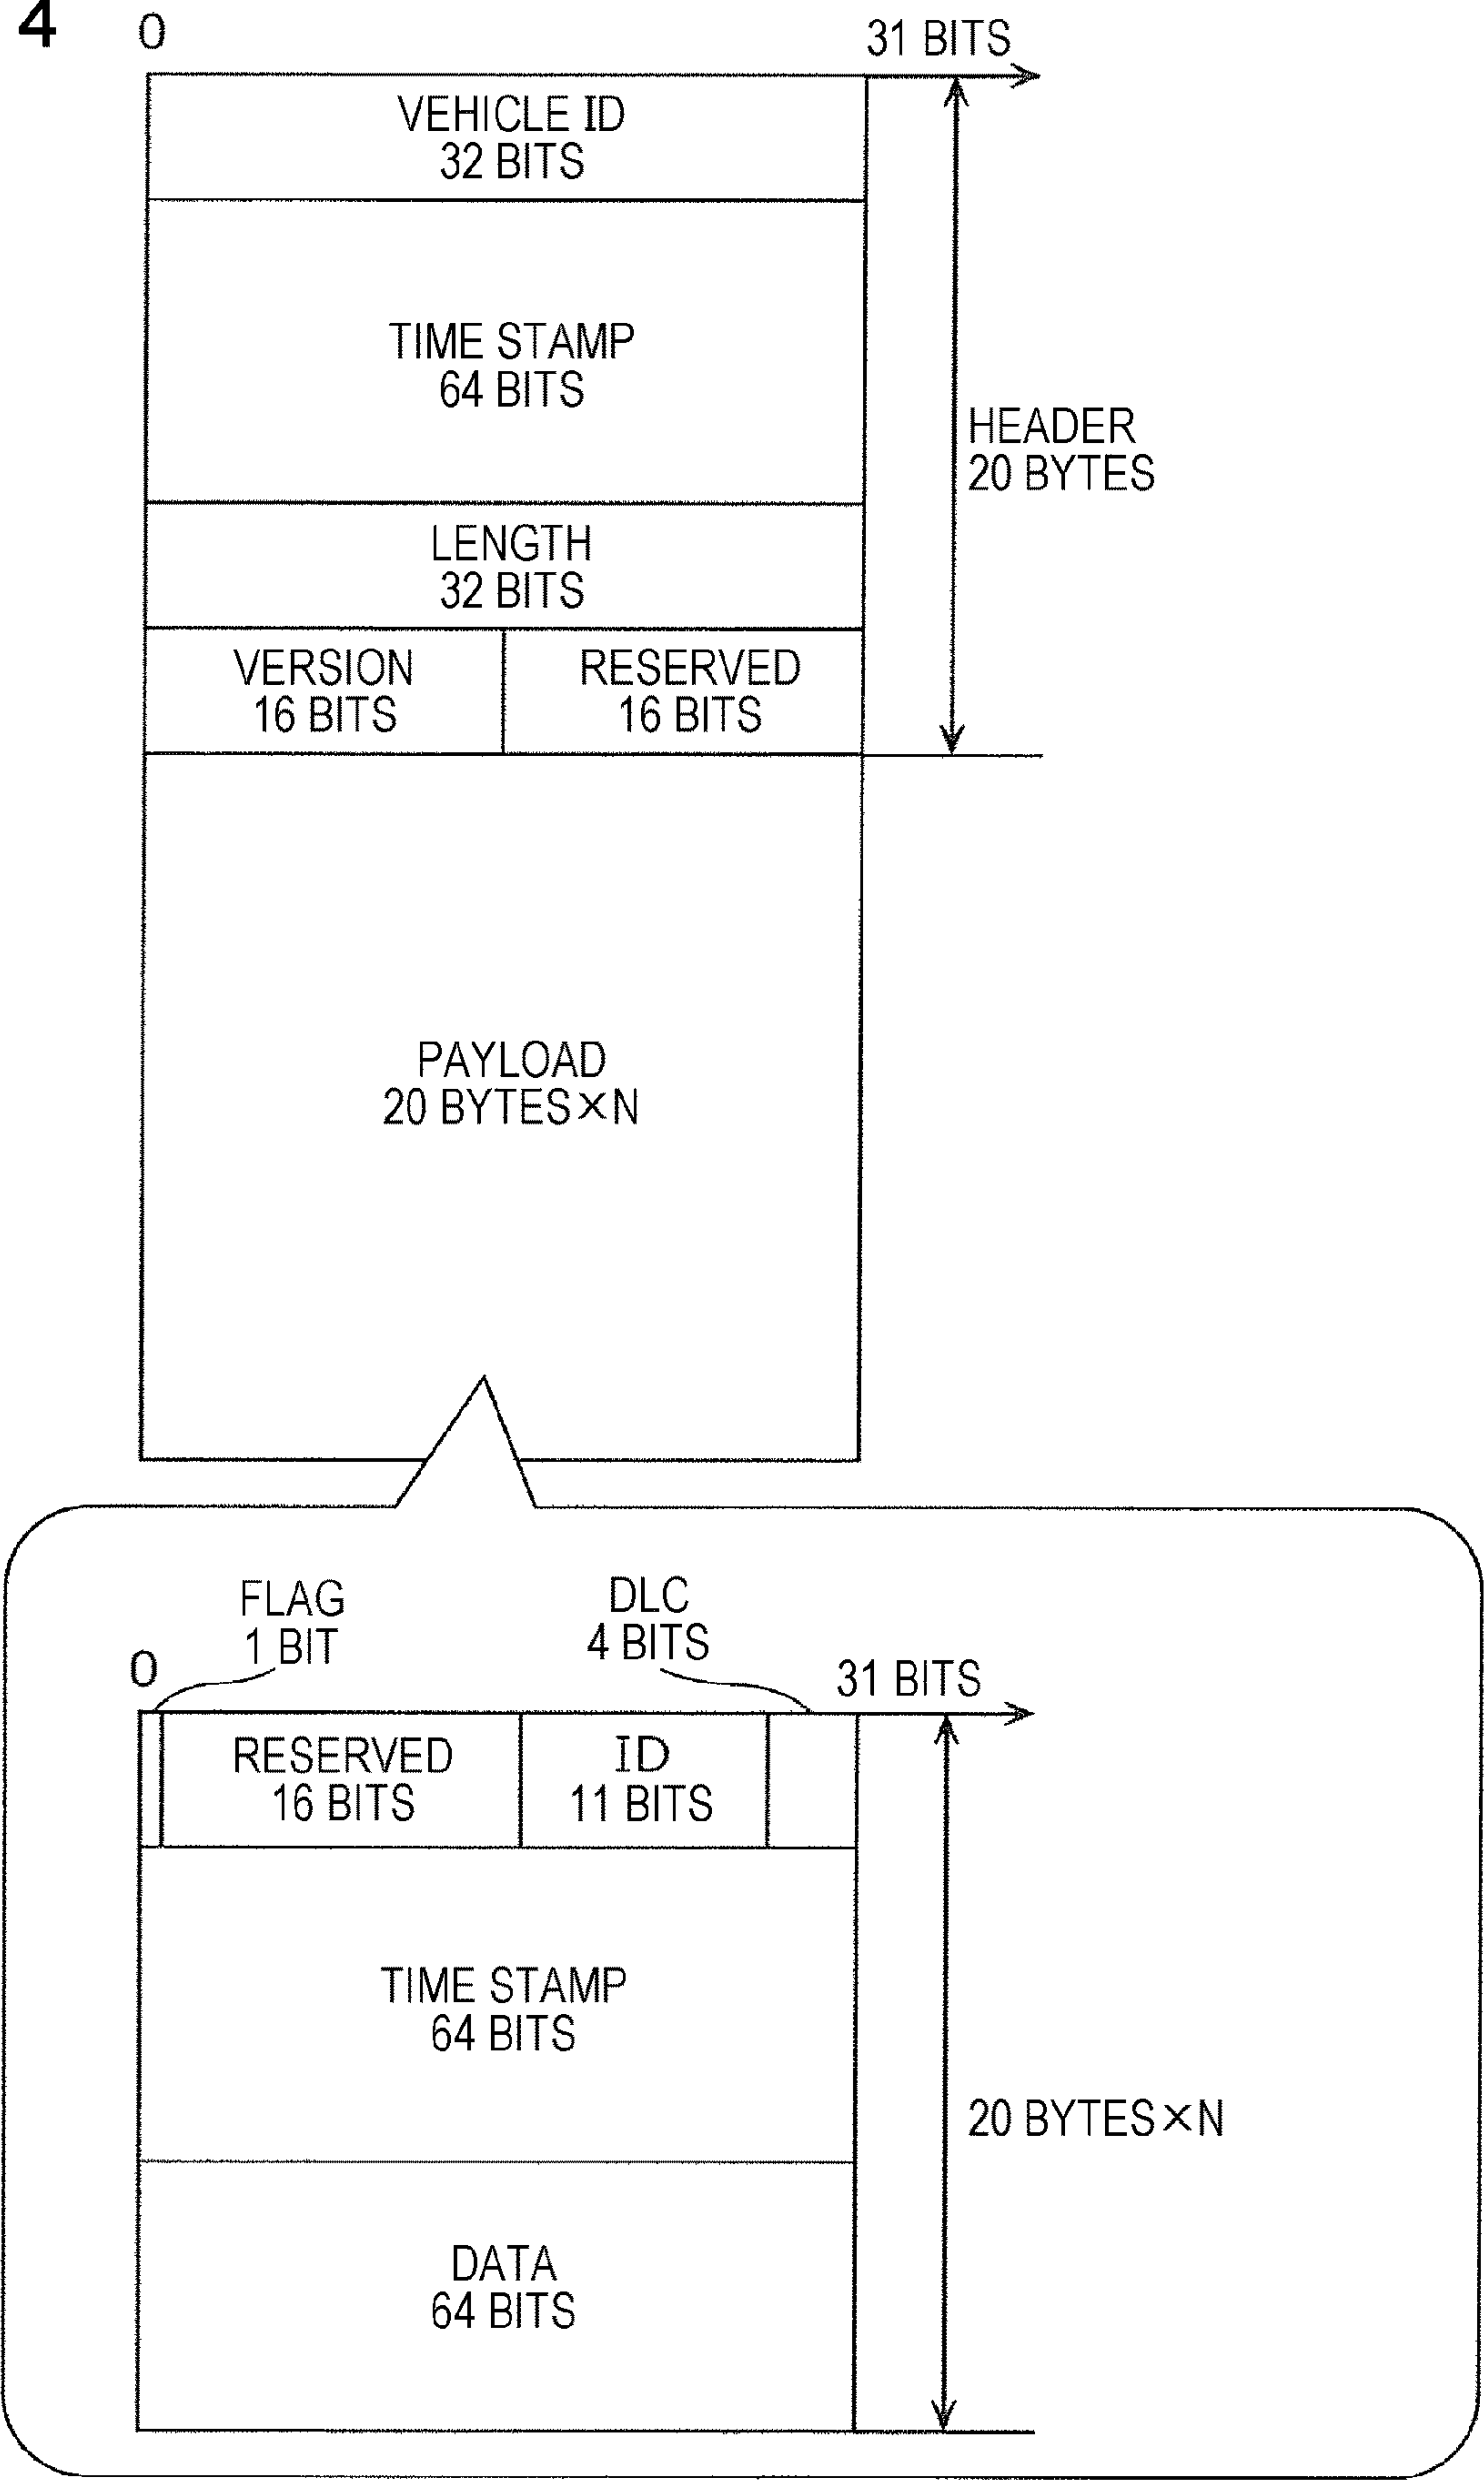 4
0
31 BITS
VEHICLE ID
32 BITS
TIME STAMP
64 BITS
HEADER
20 BYTES
LENGTH
32 BITS
VERSION
16 BITS
RESERVED
16 BITS
PAYLOAD
20 BYTES×N
FLAG
1 BIT
DLC
4 BITS
0
31 BITS
RESERVED
16 BITS
ID
11 BITS
TIME STAMP
64 BITS
20 BYTES×N
DATA
64 BITS